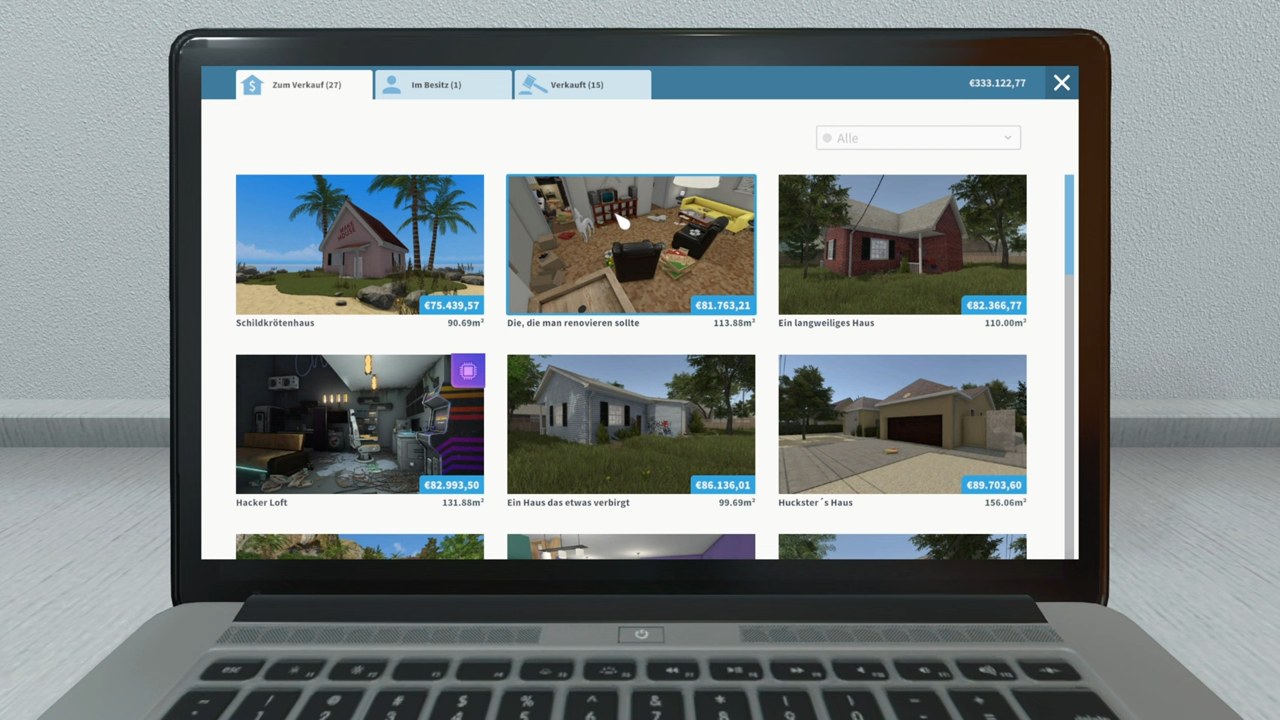 Zum Verkauf (27)
Im Besitz (1)
Verkauft (15)
€333.122,77
Alle
€75.439,57
€81.763,21
€82.366,77
Schildkrötenhaus
90.69m²
Die, die man renovieren sollte
113.88m²
Ein langweiliges Haus
110.00m²
€82.993,50
€86.136,01
€89.703,60
Hacker Loft
131.88m²
Ein Haus das etwas verbirgt
99.69m²
Huckster´s Haus
156.06m²
esc